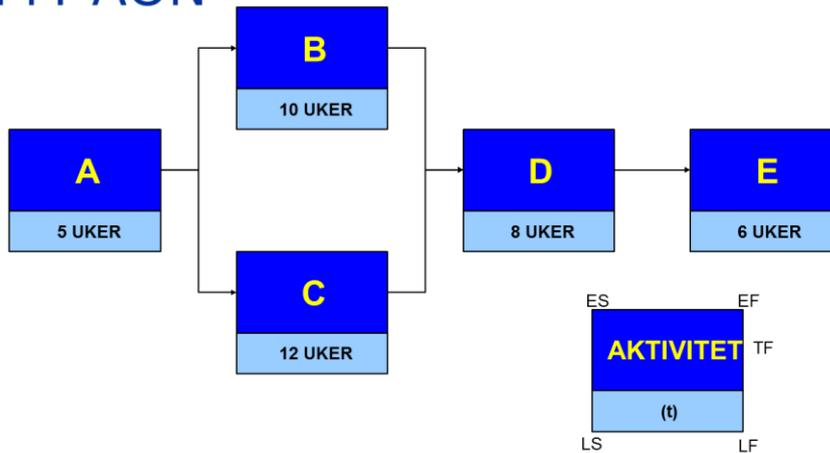 B
10 UKER
A
5 UKER
D
8 UKER
E
6 UKER
C
12 UKER
ES EF
AKTIVITET TF
(t)
LS LF